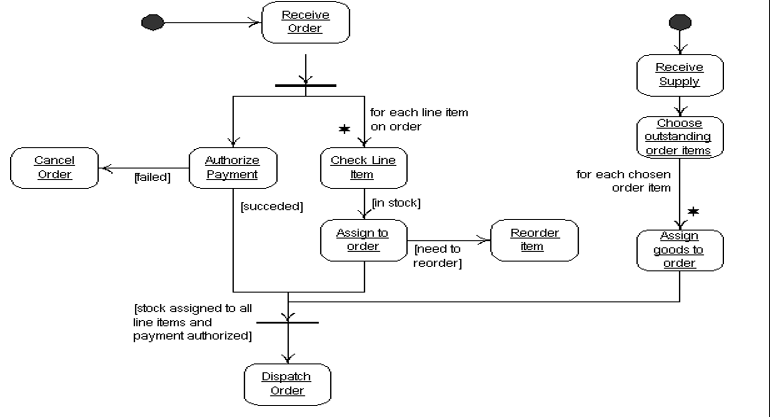 Receive
Order
Receive
Supply
for each line item
on order
Choose
outstanding
order items
Cancel
Order
[failed]
Authorize
Payment
Check Line
Item
for each chosen
order item
[succeded]
[in stock]
Assign to
order
[need to
reorder]
Reorder
item
Assign
goods to
order
[stock assigned to all
line items and
payment authorized]
Dispatch
Order